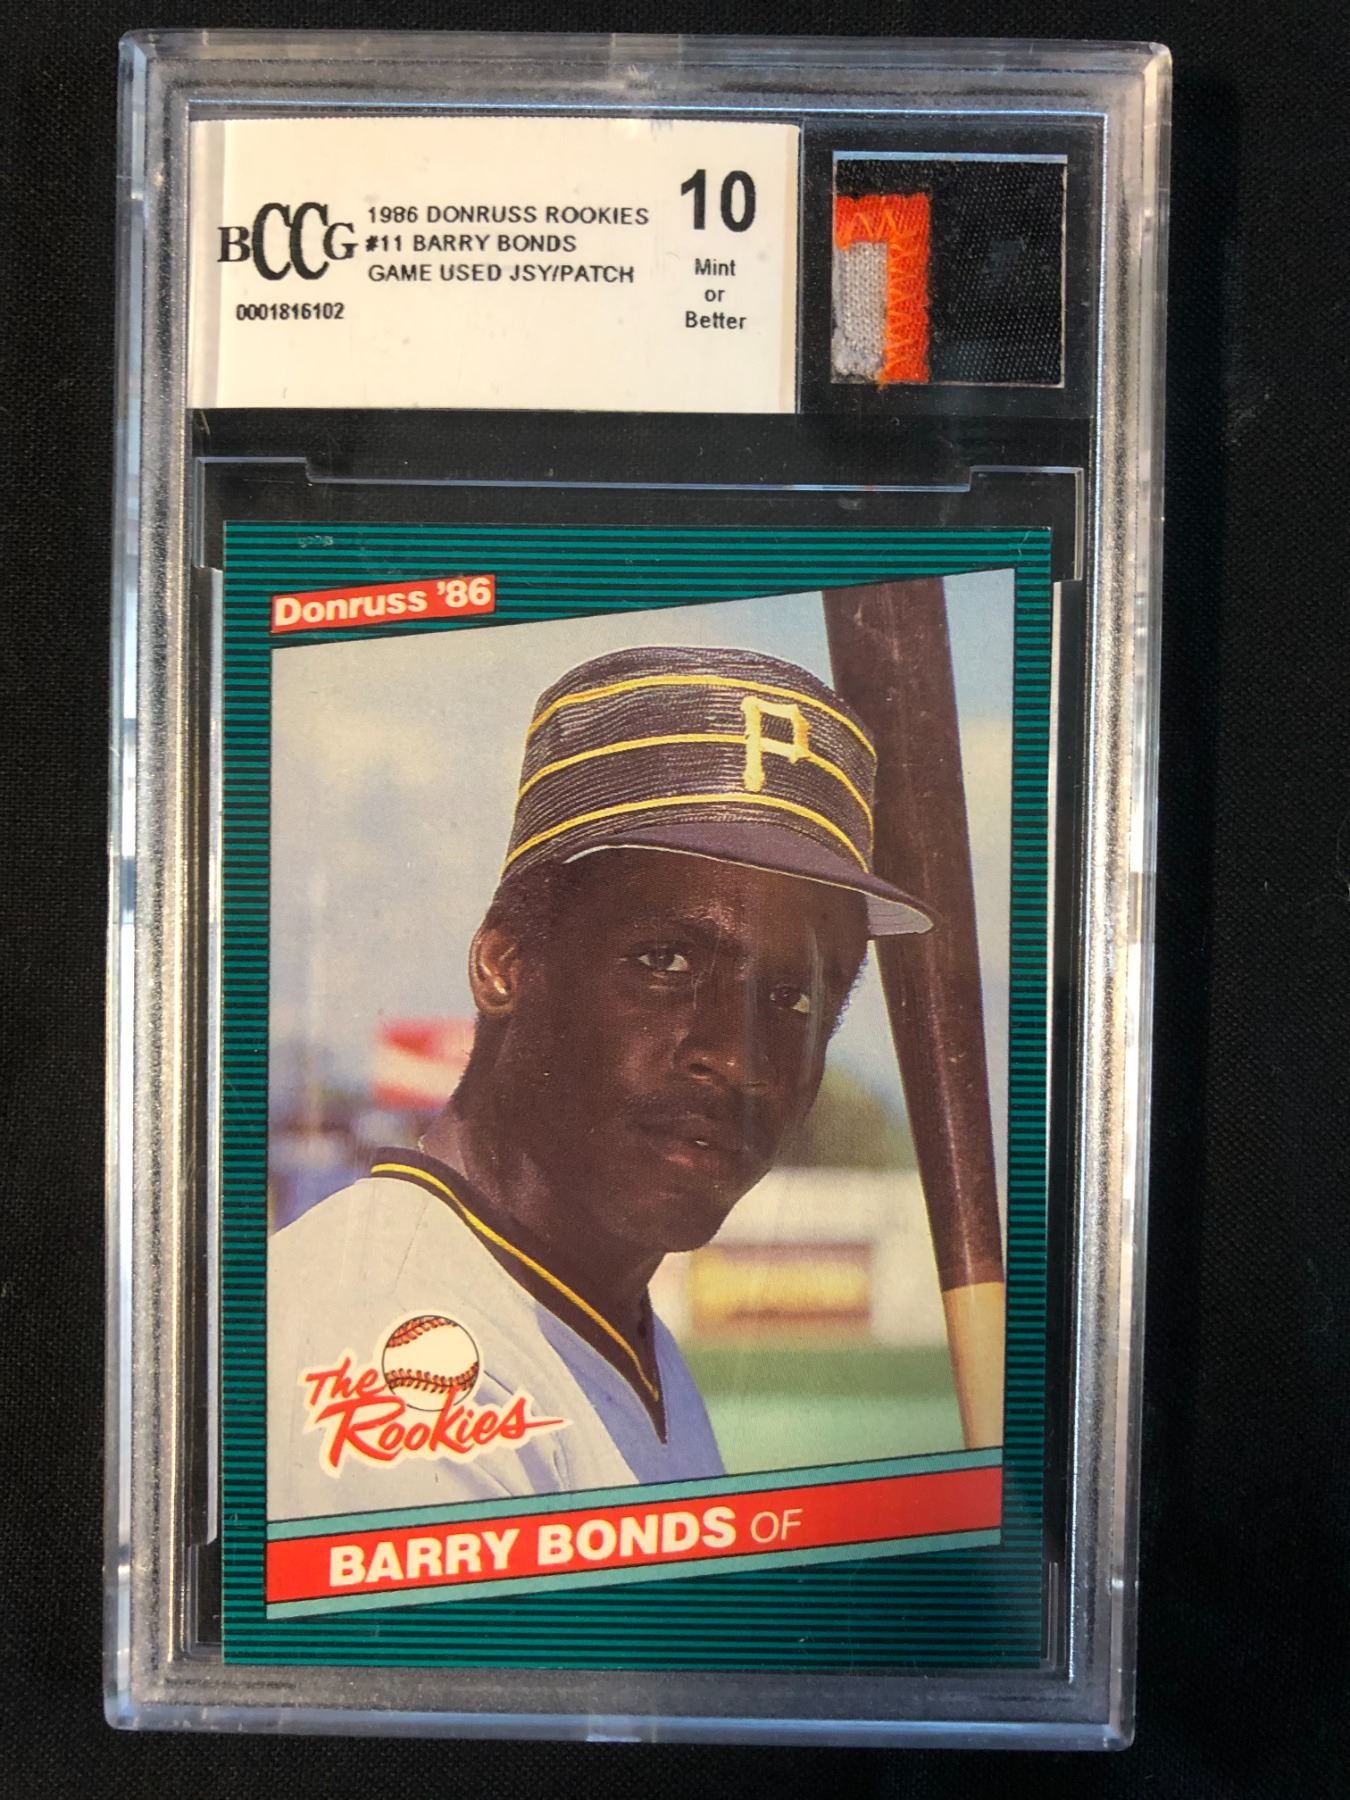 BCCG
1986 DONRUSS ROOKIES
#11 BARRY BONDS
GAME USED JSY/PATCH
0001816102
10
Mint
or
Better
Donruss '86
P
The
Rookies
BARRY BONDS OF